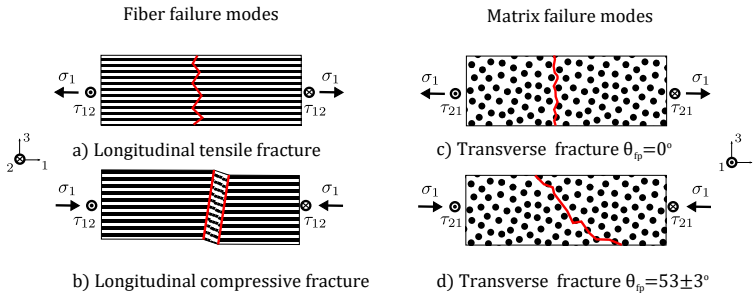 Fiber failure modes
Matrix failure modes
σ₁ σ₁
τ₁₂ τ₁₂
σ₁ σ₁
τ₂₁ τ₂₁
a) Longitudinal tensile fracture
c) Transverse fracture θfp=0°
3
2 1
3
1
σ₁ σ₁
τ₁₂ τ₁₂
σ₁ σ₁
τ₂₁ τ₂₁
b) Longitudinal compressive fracture
d) Transverse fracture θfp=53±3°